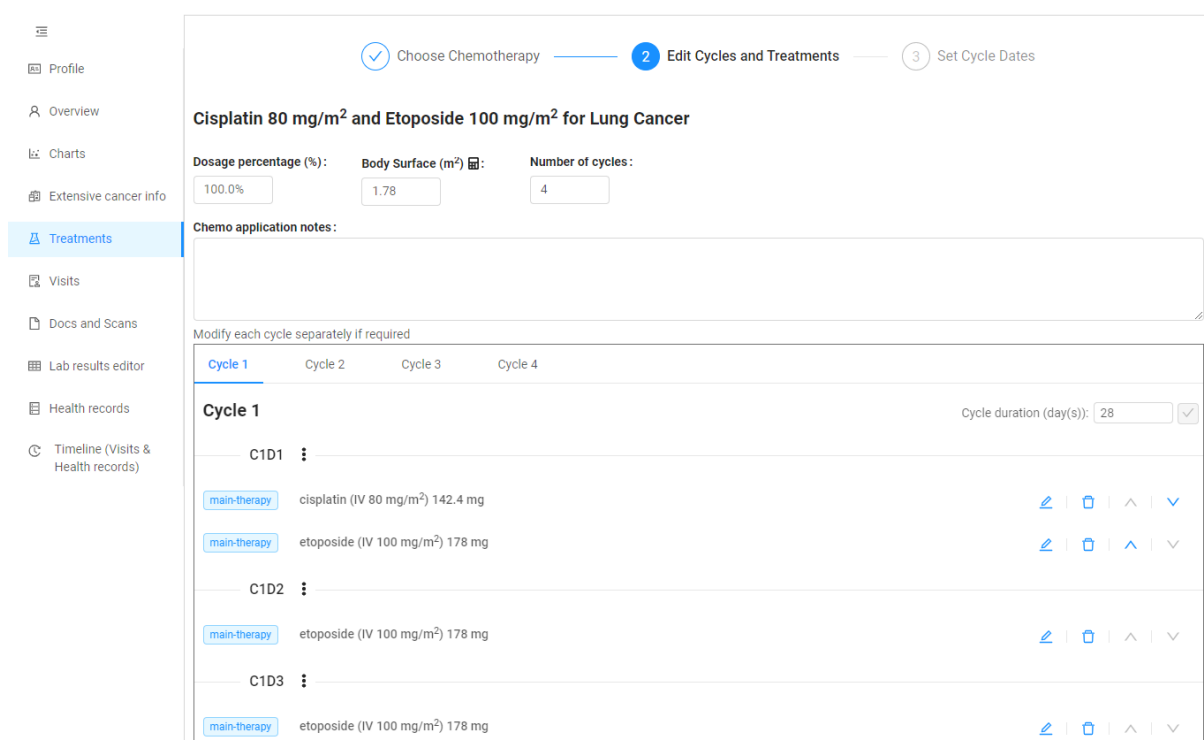 Profile
Overview
Charts
Extensive cancer info
Treatments
Visits
Docs and Scans
Lab results editor
Health records
Timeline (Visits &
Health records)
Choose Chemotherapy
2 Edit Cycles and Treatments
3 Set Cycle Dates
Cisplatin 80 mg/m² and Etoposide 100 mg/m² for Lung Cancer
Dosage percentage (%): Body Surface (m²) : Number of cycles:
100.0% 1.78 4
Chemo application notes:
Modify each cycle separately if required
Cycle 1 Cycle 2 Cycle 3 Cycle 4
Cycle 1 Cycle duration (day(s)): 28
C1D1
main-therapy cisplatin (IV 80 mg/m²) 142.4 mg
main-therapy etoposide (IV 100 mg/m²) 178 mg
C1D2
main-therapy etoposide (IV 100 mg/m²) 178 mg
C1D3
main-therapy etoposide (IV 100 mg/m²) 178 mg